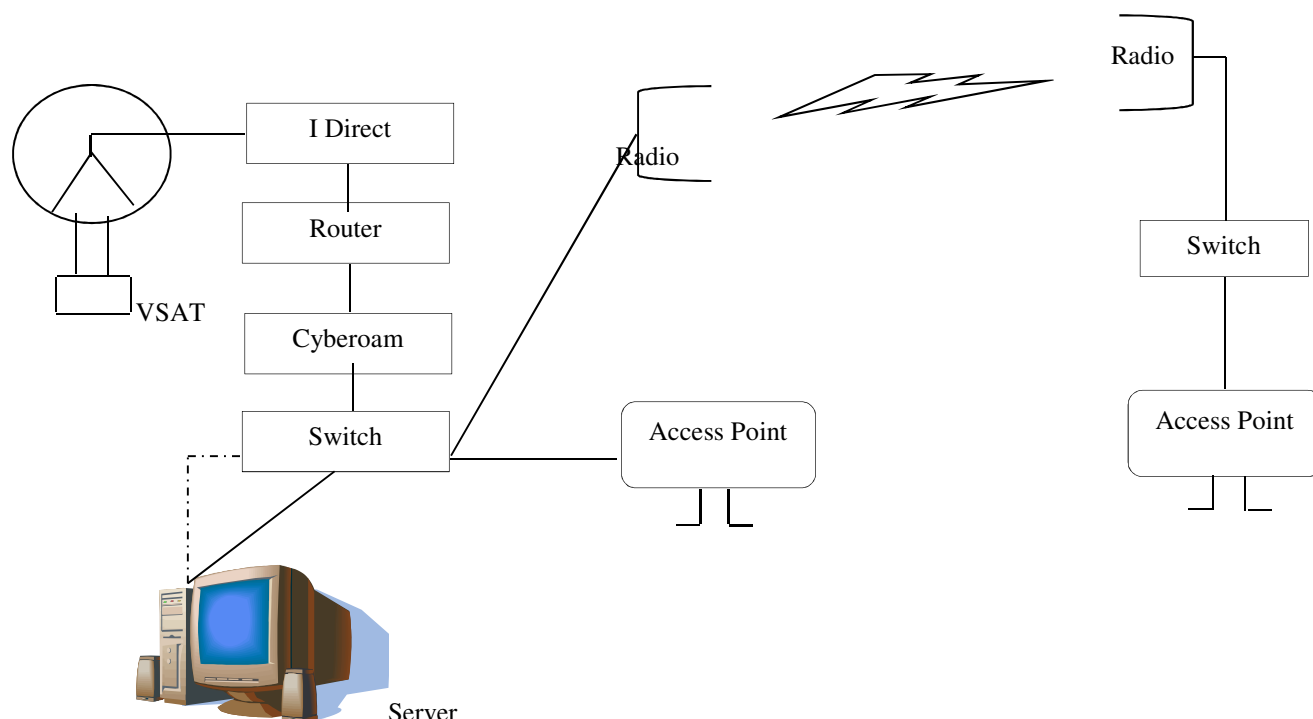 Radio
I Direct
Radio
Router
Switch
VSAT
Cyberoam
Access Point
Switch
Access Point
Server